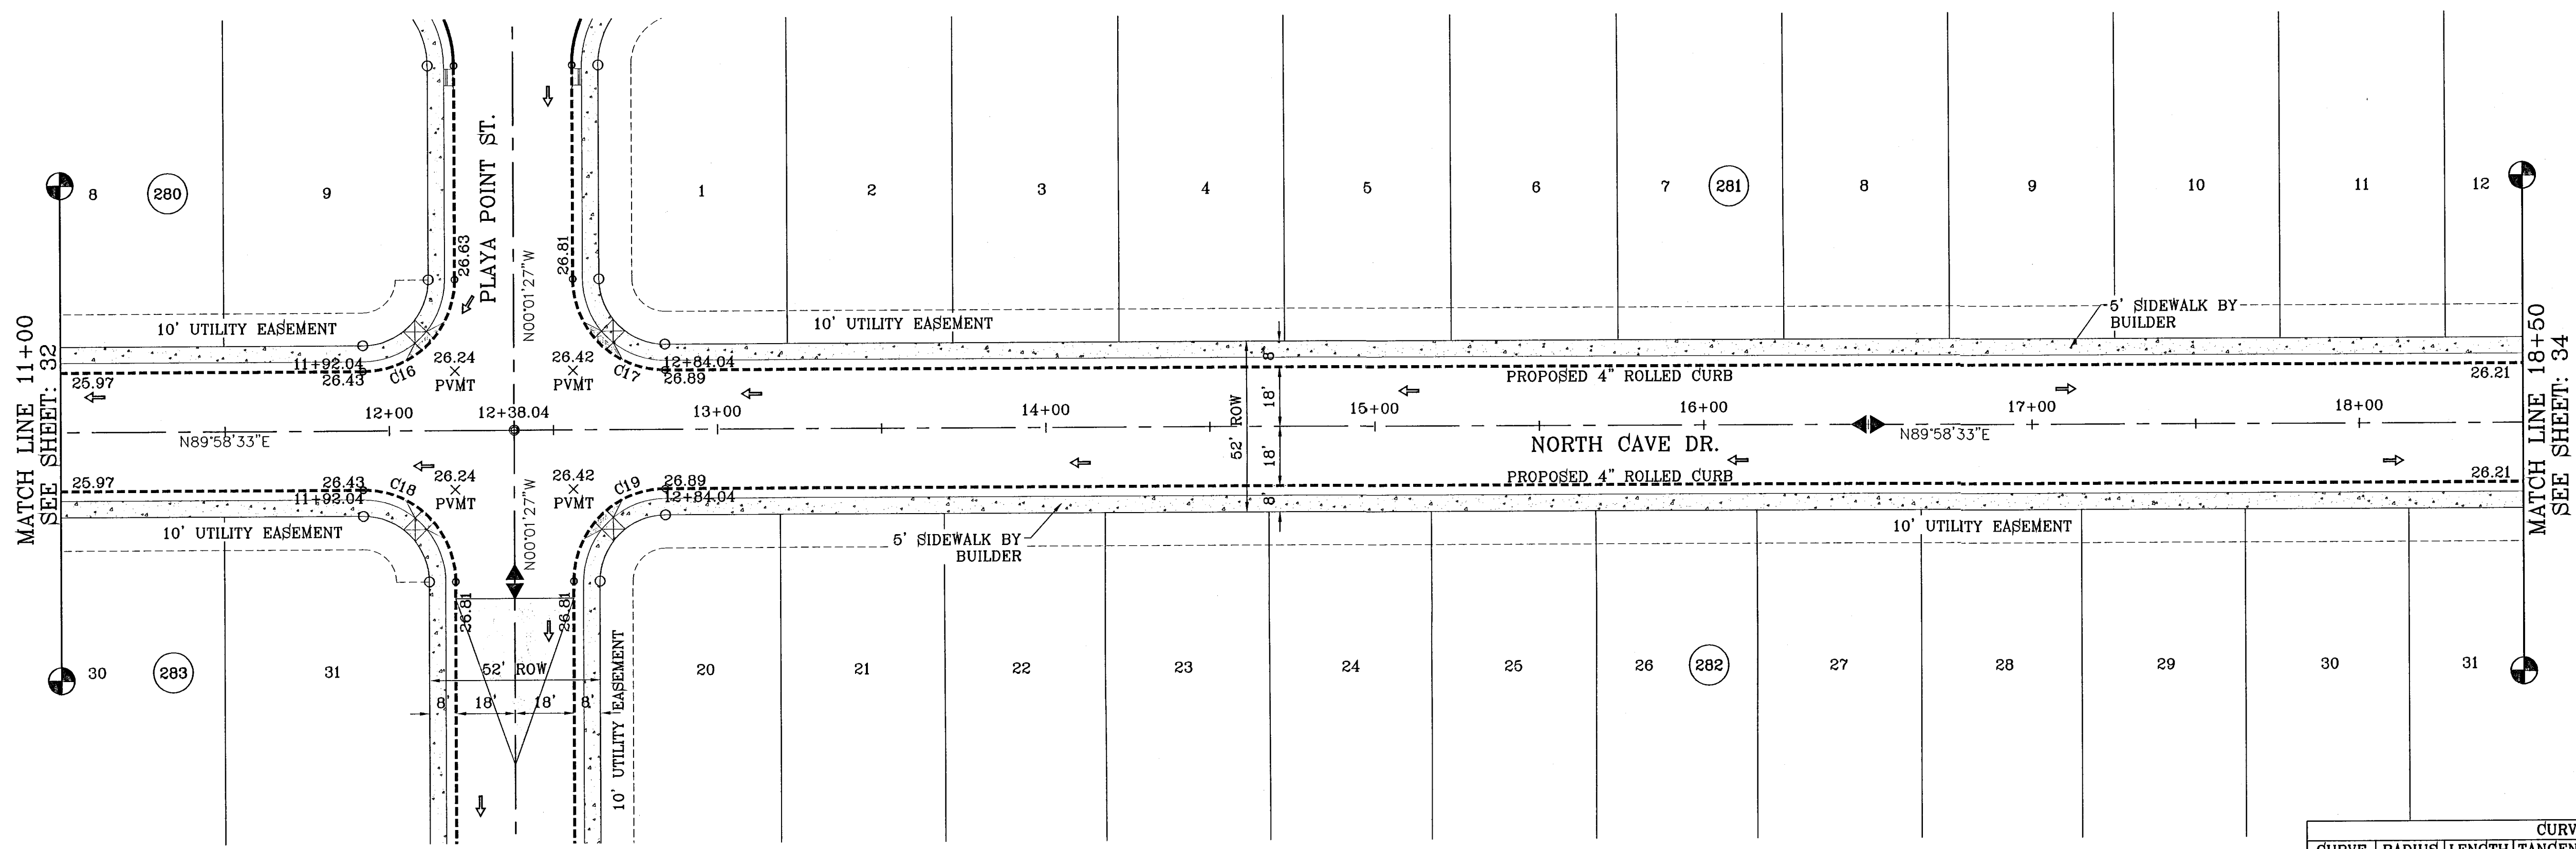 MATCH LINE 11+00
SEE SHEET: 32
8
280
9
PLAYA POINT ST.
26.63
26.81
N00°01'27"W
1
2
3
4
5
6
7
281
8
9
10
11
12
10' UTILITY EASEMENT
10' UTILITY EASEMENT
5' SIDEWALK BY
BUILDER
25.97
11+92.04
26.43
C16
26.24
PVMT
26.42
PVMT
C17
12+84.04
26.89
8'
18'
52' ROW
18'
8'
PROPOSED 4" ROLLED CURB
26.21
12+00
12+38.04
13+00
14+00
15+00
16+00
17+00
18+00
N89°58'33"E
NORTH CAVE DR.
N89°58'33"E
25.97
26.43
11+92.04
C18
26.24
PVMT
26.42
PVMT
C19
26.89
12+84.04
PROPOSED 4" ROLLED CURB
26.21
N00°01'27"W
10' UTILITY EASEMENT
5' SIDEWALK BY
BUILDER
10' UTILITY EASEMENT
26.81
26.81
10' UTILITY EASEMENT
52' ROW
8'
18'
18'
8'
30
283
31
20
21
22
23
24
25
26
282
27
28
29
30
31
MATCH LINE 18+50
SEE SHEET: 34